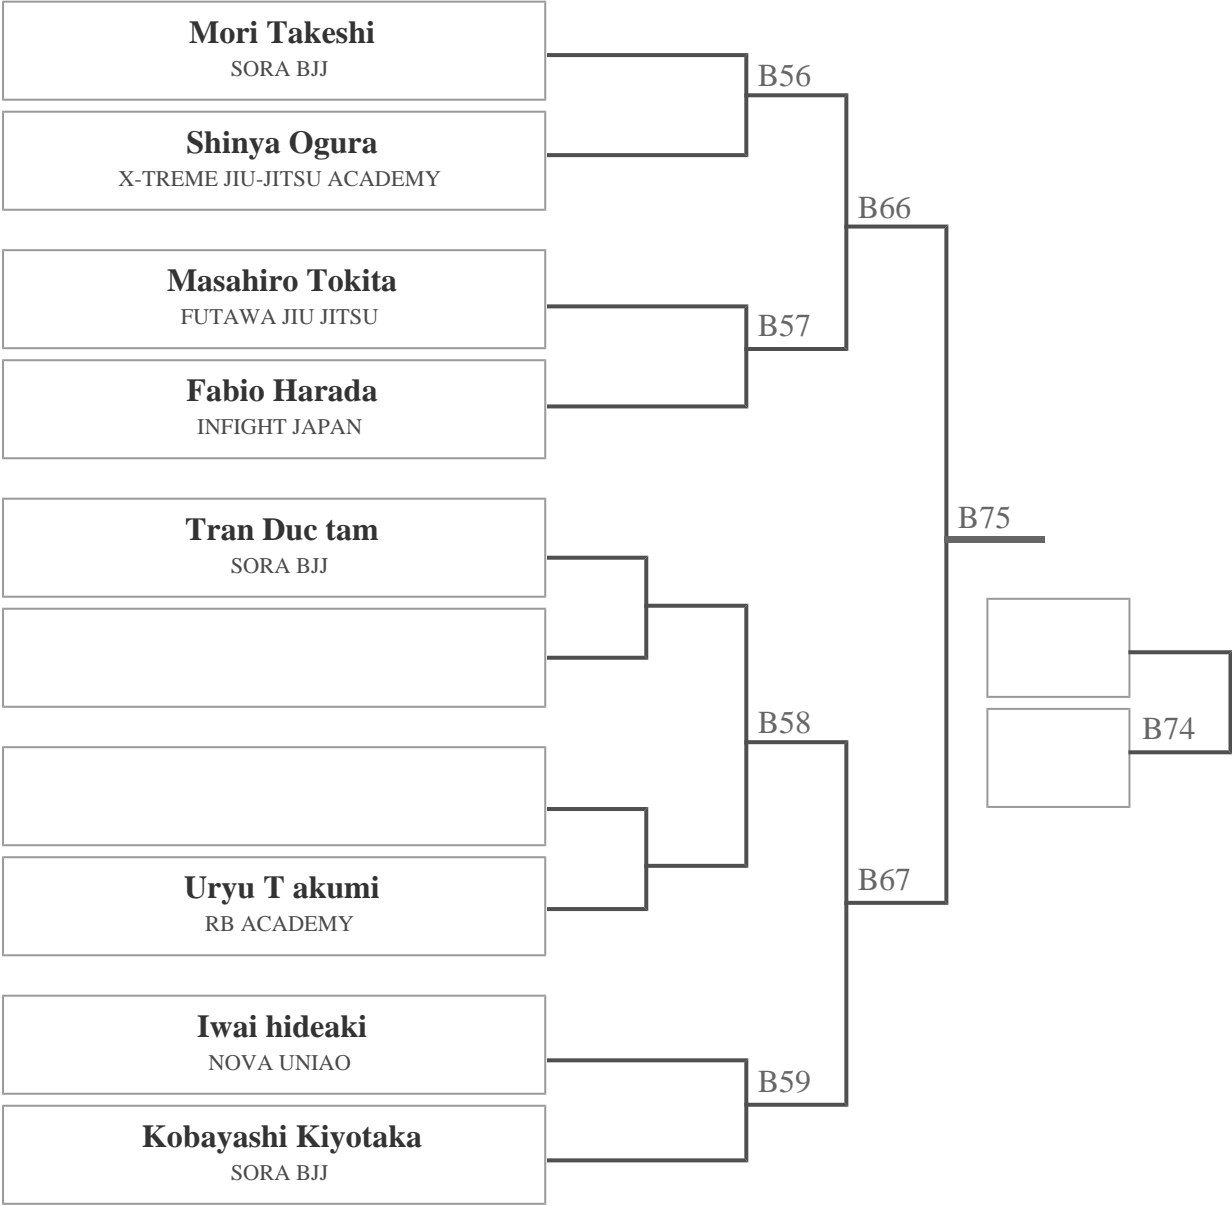 Mori Takeshi
SORA BJJ
B56
Shinya Ogura
X-TREME JIU-JITSU ACADEMY
B66
Masahiro Tokita
FUTAWA JIU JITSU
B57
Fabio Harada
INFIGHT JAPAN
Tran Duc tam
SORA BJJ
B75
B58
B74
Uryu T akumi
RB ACADEMY
B67
Iwai hideaki
NOVA UNIAO
B59
Kobayashi Kiyotaka
SORA BJJ